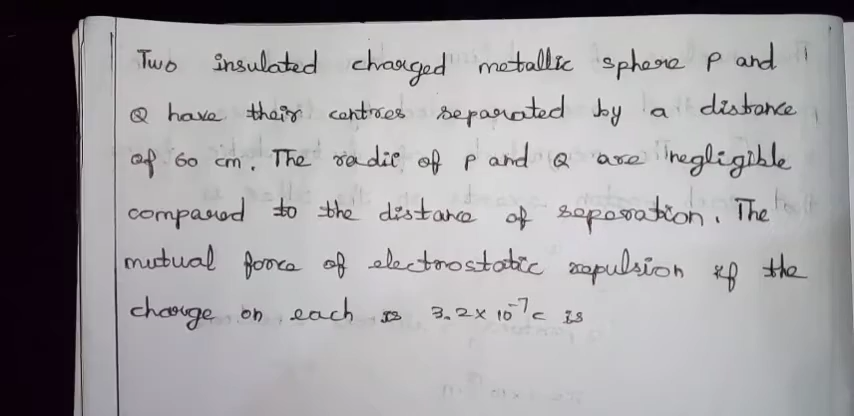 Two insulated charged metallic sphere P and
Q have their centres separated by a distance
of 60 cm. The radii of P and Q are negligible
compared to the distance of separation. The
mutual force of electrostatic repulsion if the
charge on each is 3.2 × 10⁻⁷ C is